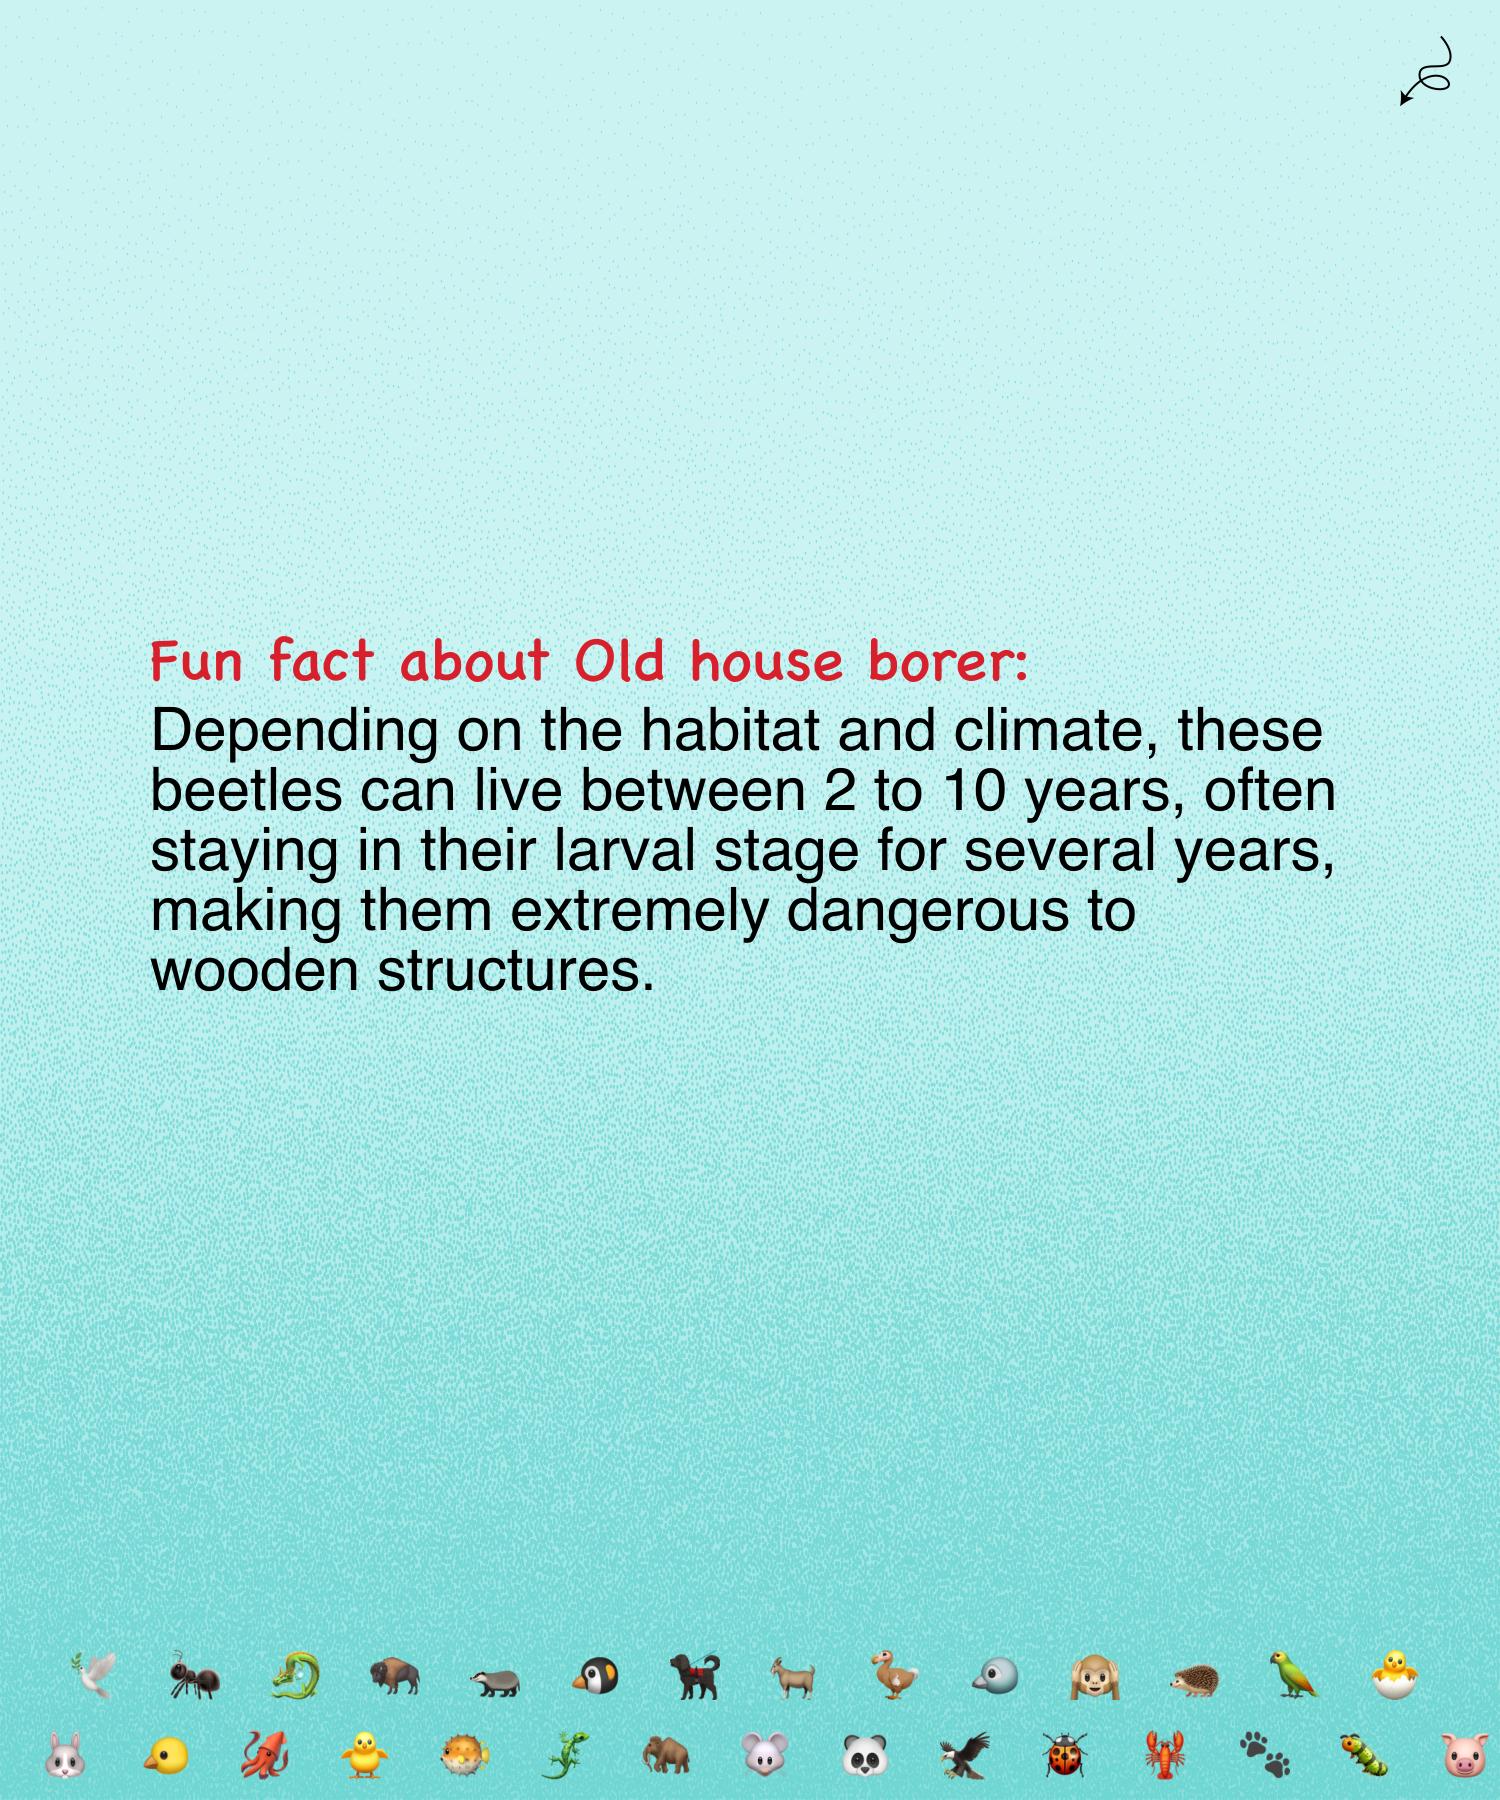 Fun fact about Old house borer:
Depending on the habitat and climate, these
beetles can live between 2 to 10 years, often
staying in their larval stage for several years,
making them extremely dangerous to
wooden structures.